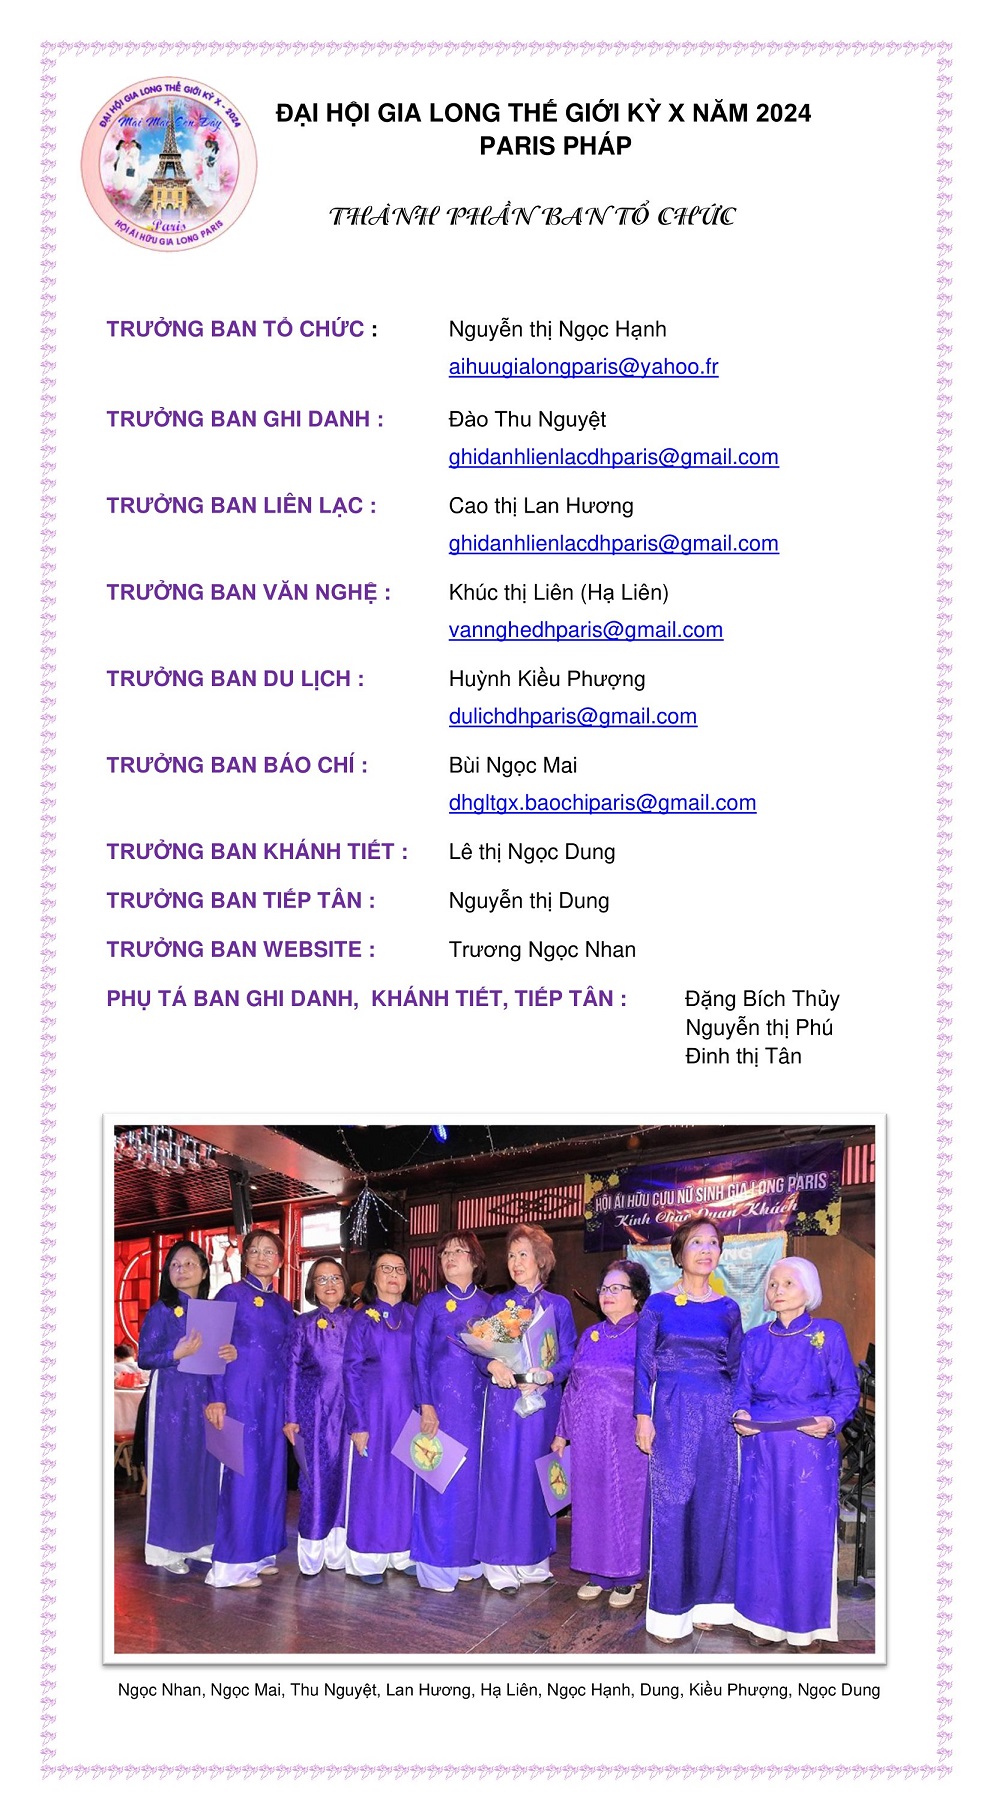 ĐẠI HỘI GIA LONG THẾ GIỚI KỲ X - 2024
Mãi Mãi Còn Đây
Paris
HỘI ÁI HỮU GIA LONG PARIS
ĐẠI HỘI GIA LONG THẾ GIỚI KỲ X NĂM 2024
PARIS PHÁP
THÀNH PHẦN BAN TỔ CHỨC
TRƯỞNG BAN TỔ CHỨC : Nguyễn thị Ngọc Hạnh
aihuugialongparis@yahoo.fr
TRƯỞNG BAN GHI DANH : Đào Thu Nguyệt
ghidanhlienlacdhparis@gmail.com
TRƯỞNG BAN LIÊN LẠC : Cao thị Lan Hương
ghidanhlienlacdhparis@gmail.com
TRƯỞNG BAN VĂN NGHỆ : Khúc thị Liên (Hạ Liên)
vannghedhparis@gmail.com
TRƯỞNG BAN DU LỊCH : Huỳnh Kiều Phượng
dulichdhparis@gmail.com
TRƯỞNG BAN BÁO CHÍ : Bùi Ngọc Mai
dhgltgx.baochiparis@gmail.com
TRƯỞNG BAN KHÁNH TIẾT : Lê thị Ngọc Dung
TRƯỞNG BAN TIẾP TÂN : Nguyễn thị Dung
TRƯỞNG BAN WEBSITE : Trương Ngọc Nhan
PHỤ TÁ BAN GHI DANH, KHÁNH TIẾT, TIẾP TÂN : Đặng Bích Thủy
Nguyễn thị Phú
Đinh thị Tân
HỘI ÁI HỮU CỰU NỮ SINH GIA LONG PARIS
Kính Chào Quan Khách
Ngọc Nhan, Ngọc Mai, Thu Nguyệt, Lan Hương, Hạ Liên, Ngọc Hạnh, Dung, Kiều Phượng, Ngọc Dung